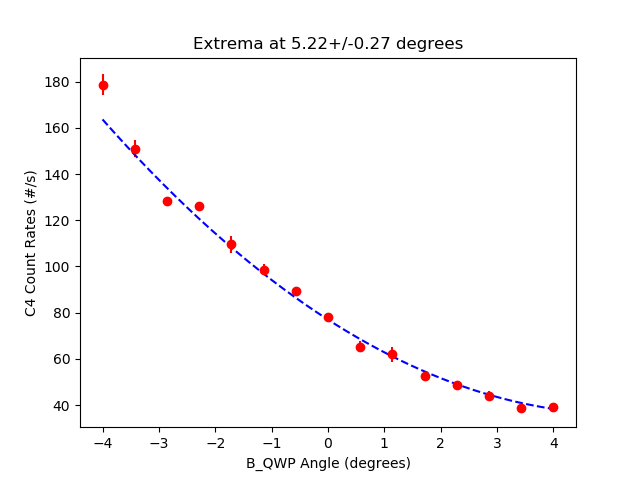 Extrema at 5.22+/-0.27 degrees
C4 Count Rates (#/s)
180
160
140
120
100
80
60
40
−4 −3 −2 −1 0 1 2 3 4
B_QWP Angle (degrees)